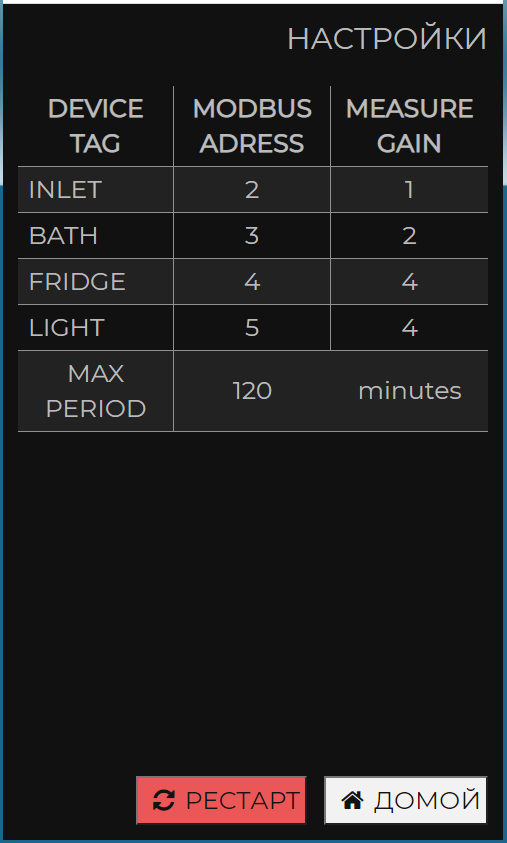 НАСТРОЙКИ
DEVICE TAG MODBUS ADRESS MEASURE GAIN
INLET 2 1
BATH 3 2
FRIDGE 4 4
LIGHT 5 4
MAX PERIOD 120 minutes
РЕСТАРТ ДОМОЙ